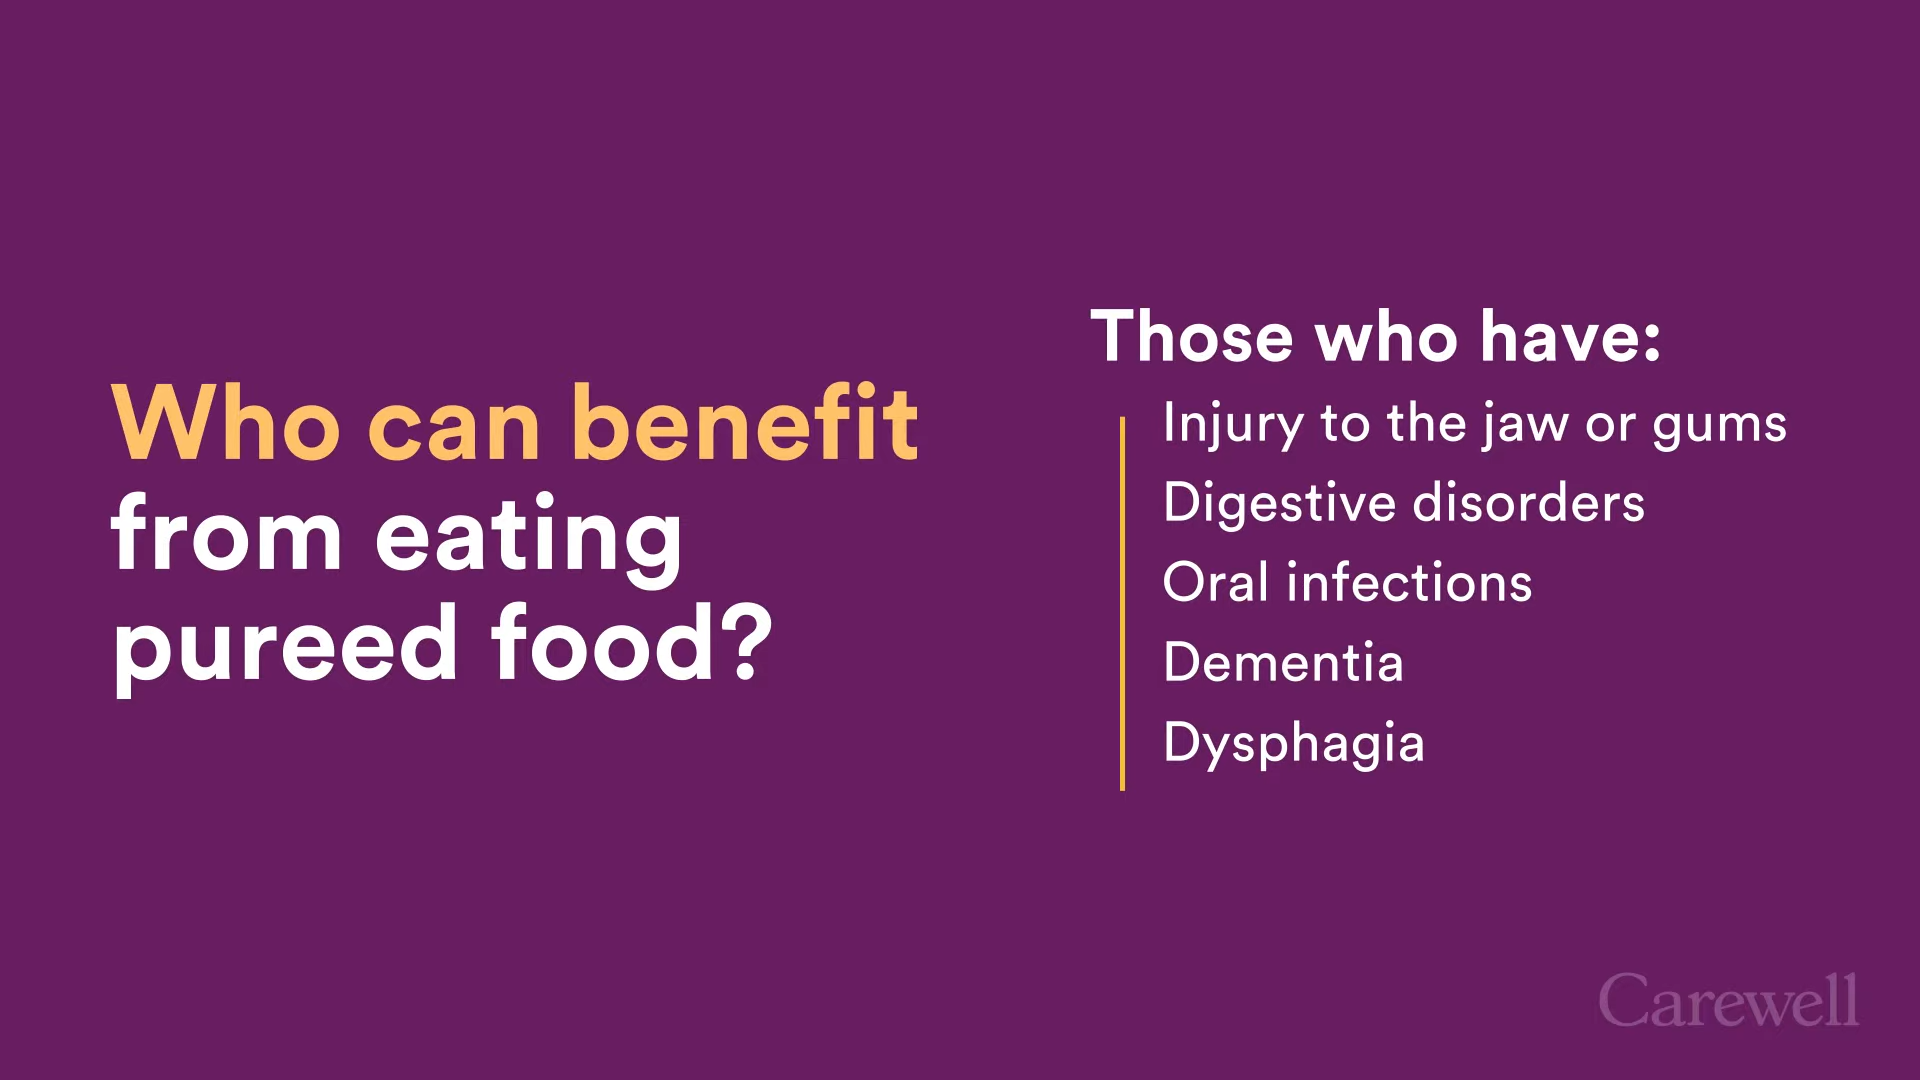 Who can benefit
from eating
pureed food?
Those who have:
Injury to the jaw or gums
Digestive disorders
Oral infections
Dementia
Dysphagia
Carewell